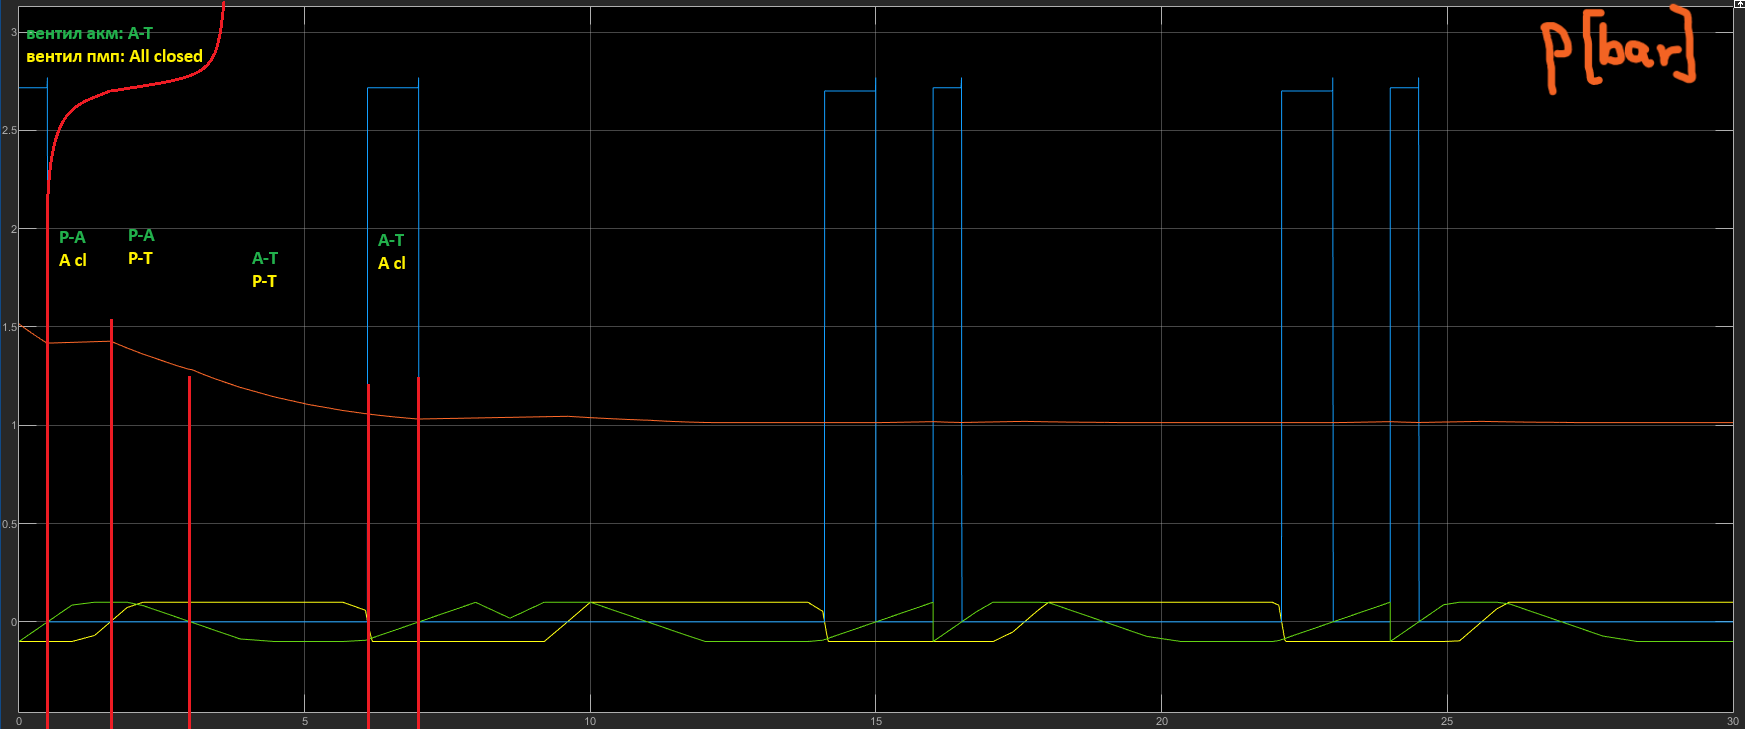 3
вентил акм: A-T
вентил пмп: All closed
p[bar]
2.5
2
P-A
A cl
P-A
P-T
A-T
P-T
A-T
A cl
1.5
1
0.5
0
0 5 10 15 20 25 30